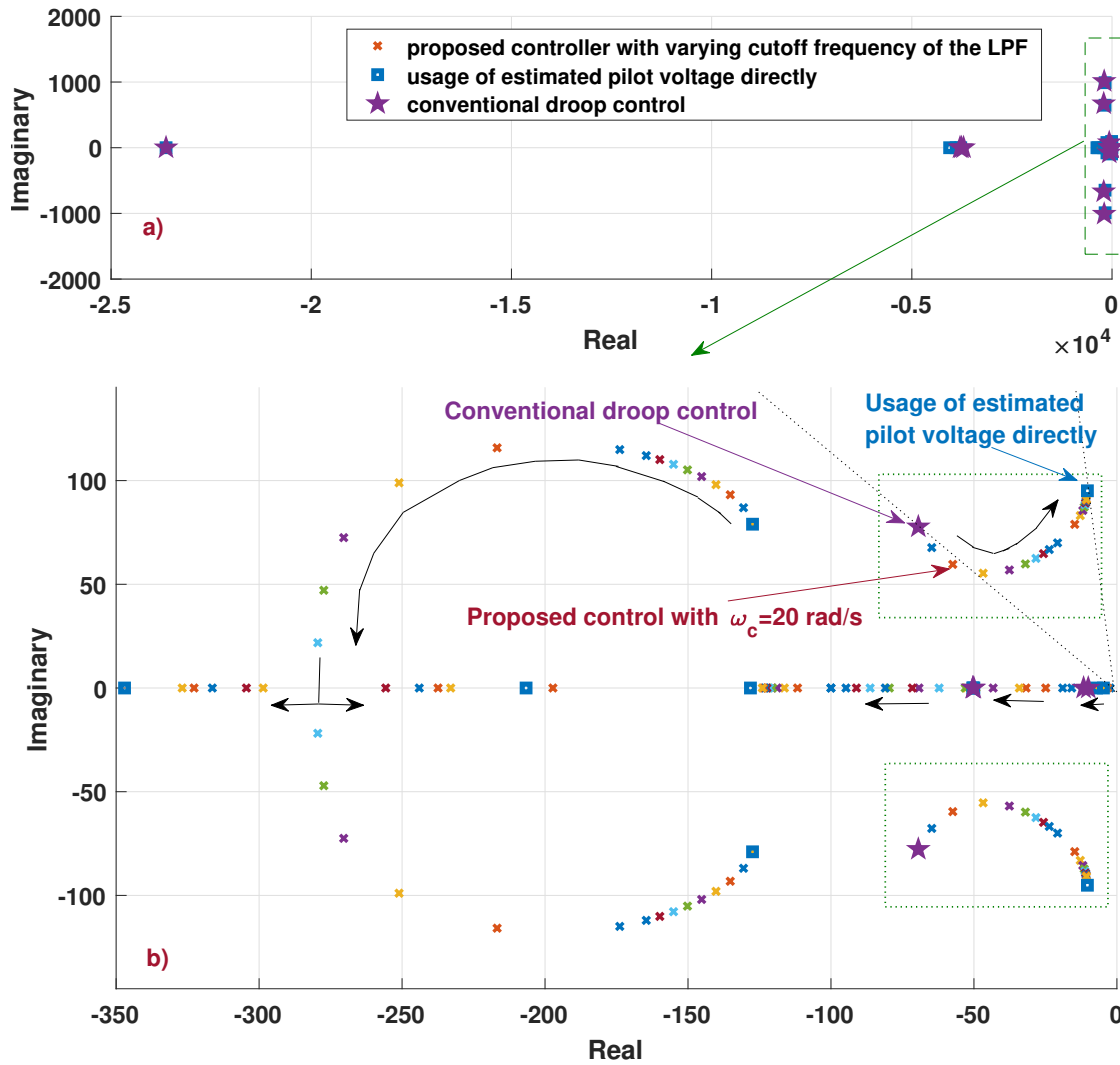 2000
1000
0
-1000
-2000
Imaginary
proposed controller with varying cutoff frequency of the LPF
usage of estimated pilot voltage directly
conventional droop control
a)
-2.5
-2
-1.5
-1
-0.5
0
Real
×10⁴
Conventional droop control
Usage of estimated
pilot voltage directly
Proposed control with ω_c=20 rad/s
100
50
0
-50
-100
Imaginary
b)
-350
-300
-250
-200
-150
-100
-50
0
Real